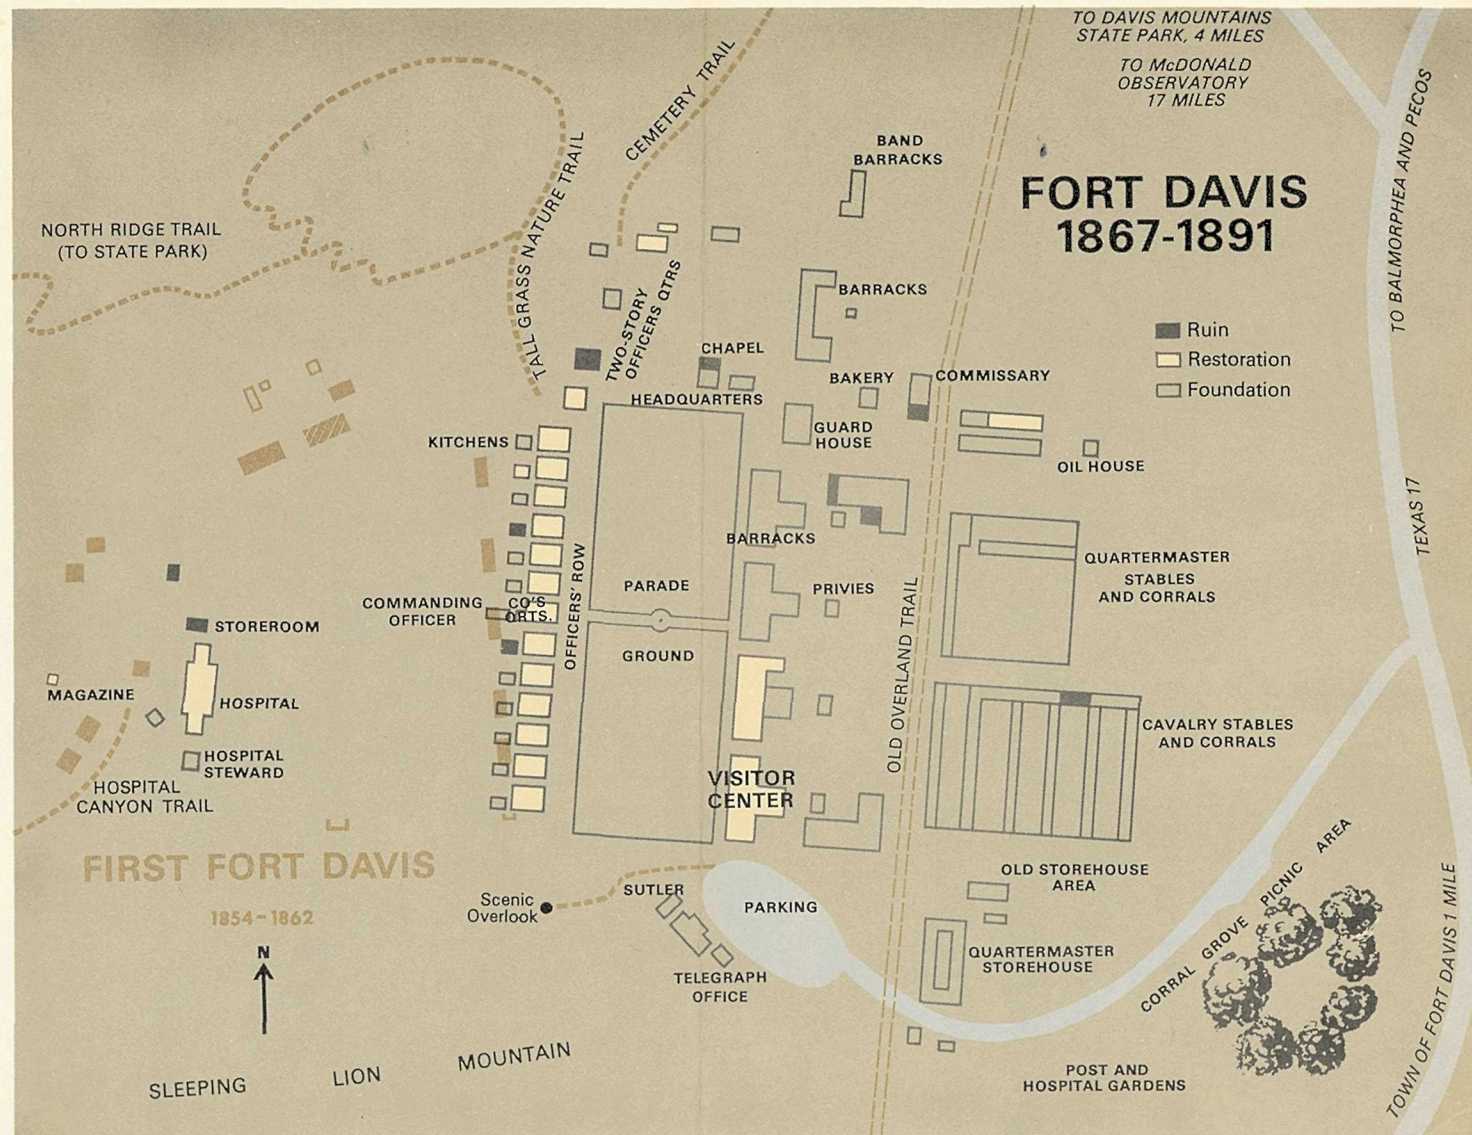 TO DAVIS MOUNTAINS
STATE PARK, 4 MILES
TO McDONALD
OBSERVATORY
17 MILES
TO BALMORPHEA AND PECOS
CEMETERY TRAIL
BAND
BARRACKS
FORT DAVIS
1867-1891
NORTH RIDGE TRAIL
(TO STATE PARK)
TALL GRASS NATURE TRAIL
TWO-STORY
OFFICERS QTRS
BARRACKS
Ruin
Restoration
Foundation
CHAPEL
BAKERY
COMMISSARY
HEADQUARTERS
GUARD
HOUSE
KITCHENS
OIL HOUSE
TEXAS 17
BARRACKS
QUARTERMASTER
STABLES
AND CORRALS
OFFICERS' ROW
PARADE
PRIVIES
COMMANDING
OFFICER
CO'S
QRTS.
OLD OVERLAND TRAIL
STOREROOM
GROUND
MAGAZINE
HOSPITAL
CAVALRY STABLES
AND CORRALS
HOSPITAL
STEWARD
VISITOR
CENTER
HOSPITAL
CANYON TRAIL
FIRST FORT DAVIS
1854-1862
OLD STOREHOUSE
AREA
CORRAL GROVE PICNIC AREA
Scenic
Overlook
SUTLER
PARKING
N
QUARTERMASTER
STOREHOUSE
TELEGRAPH
OFFICE
TOWN OF FORT DAVIS 1 MILE
SLEEPING LION MOUNTAIN
POST AND
HOSPITAL GARDENS